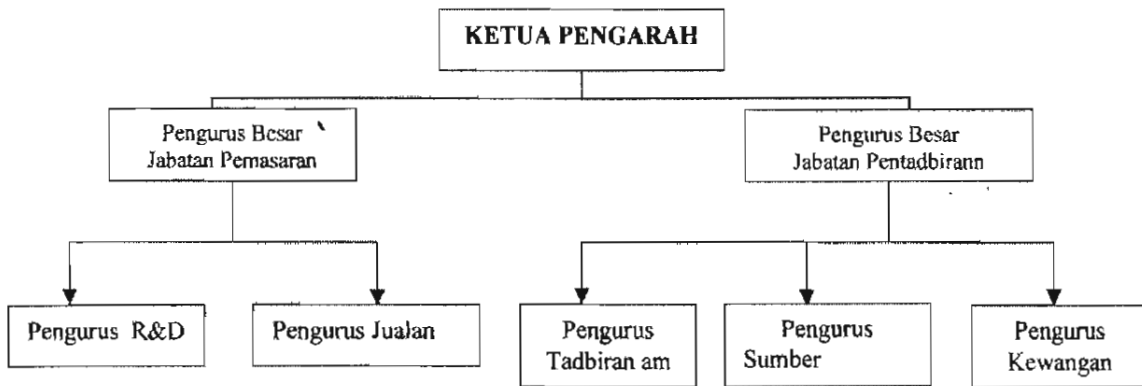 KETUA PENGARAH
Pengurus Besar
Jabatan Pemasaran
Pengurus Besar
Jabatan Pentadbirann
Pengurus R&D
Pengurus Jualan
Pengurus
Tadbiran am
Pengurus
Sumber
Pengurus
Kewangan